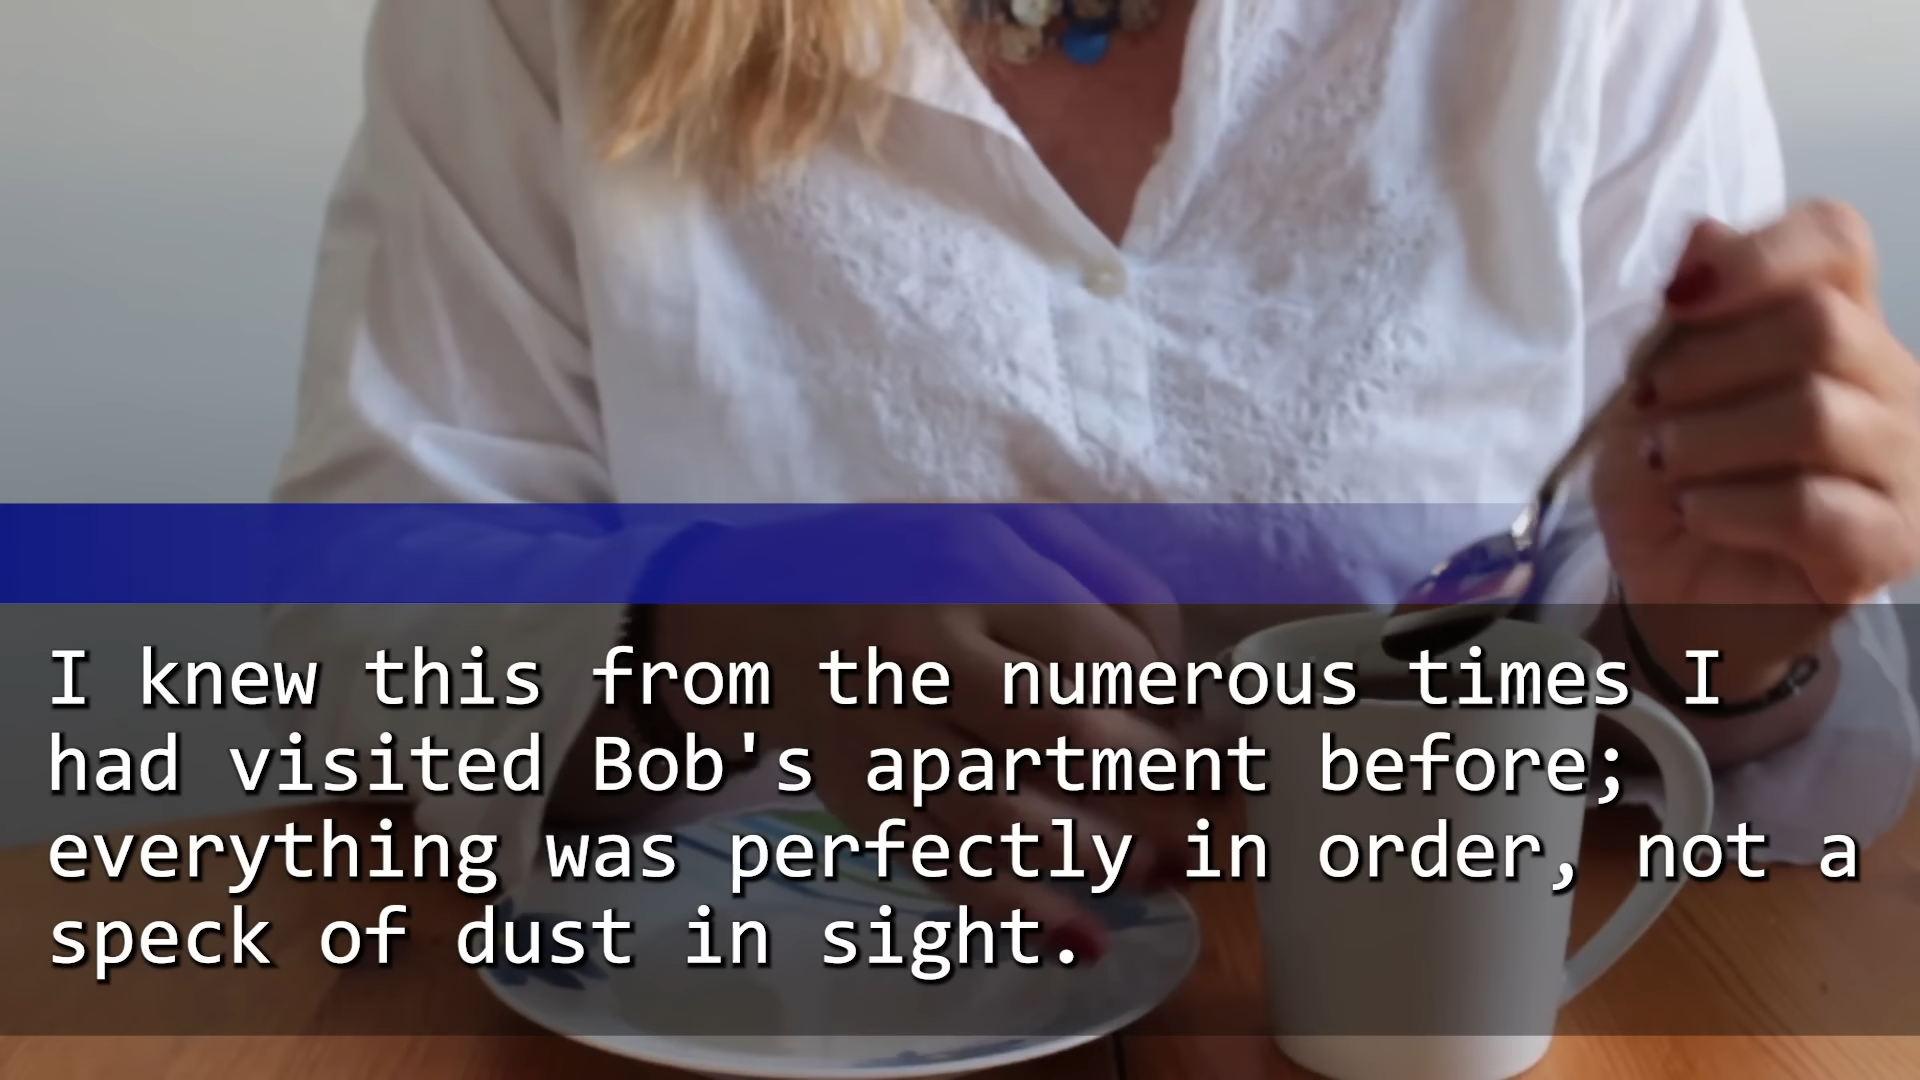 I knew this from the numerous times I
had visited Bob's apartment before;
everything was perfectly in order, not a
speck of dust in sight.